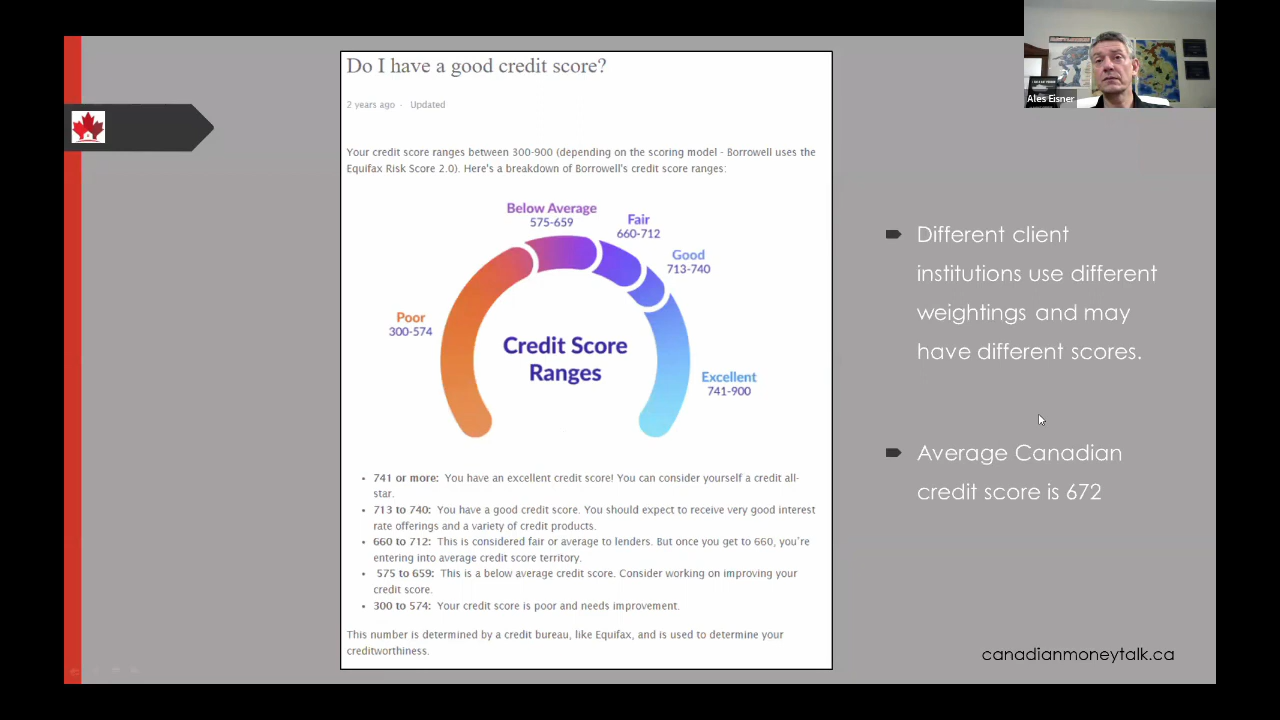 Do I have a good credit score?
2 years ago · Updated
Your credit score ranges between 300-900 (depending on the scoring model - Borrowell uses the
Equifax Risk Score 2.0). Here's a breakdown of Borrowell's credit score ranges:
Below Average
575-659
Fair
660-712
Good
713-740
Poor
300-574
Credit Score
Ranges
Excellent
741-900
• 741 or more: You have an excellent credit score! You can consider yourself a credit all-
star.
• 713 to 740: You have a good credit score. You should expect to receive very good interest
rate offerings and a variety of credit products.
• 660 to 712: This is considered fair or average to lenders. But once you get to 660, you're
entering into average credit score territory.
• 575 to 659: This is a below average credit score. Consider working on improving your
credit score.
• 300 to 574: Your credit score is poor and needs improvement.
This number is determined by a credit bureau, like Equifax, and is used to determine your
creditworthiness.
Ales Eisner
Different client
institutions use different
weightings and may
have different scores.
Average Canadian
credit score is 672
canadianmoneytalk.ca